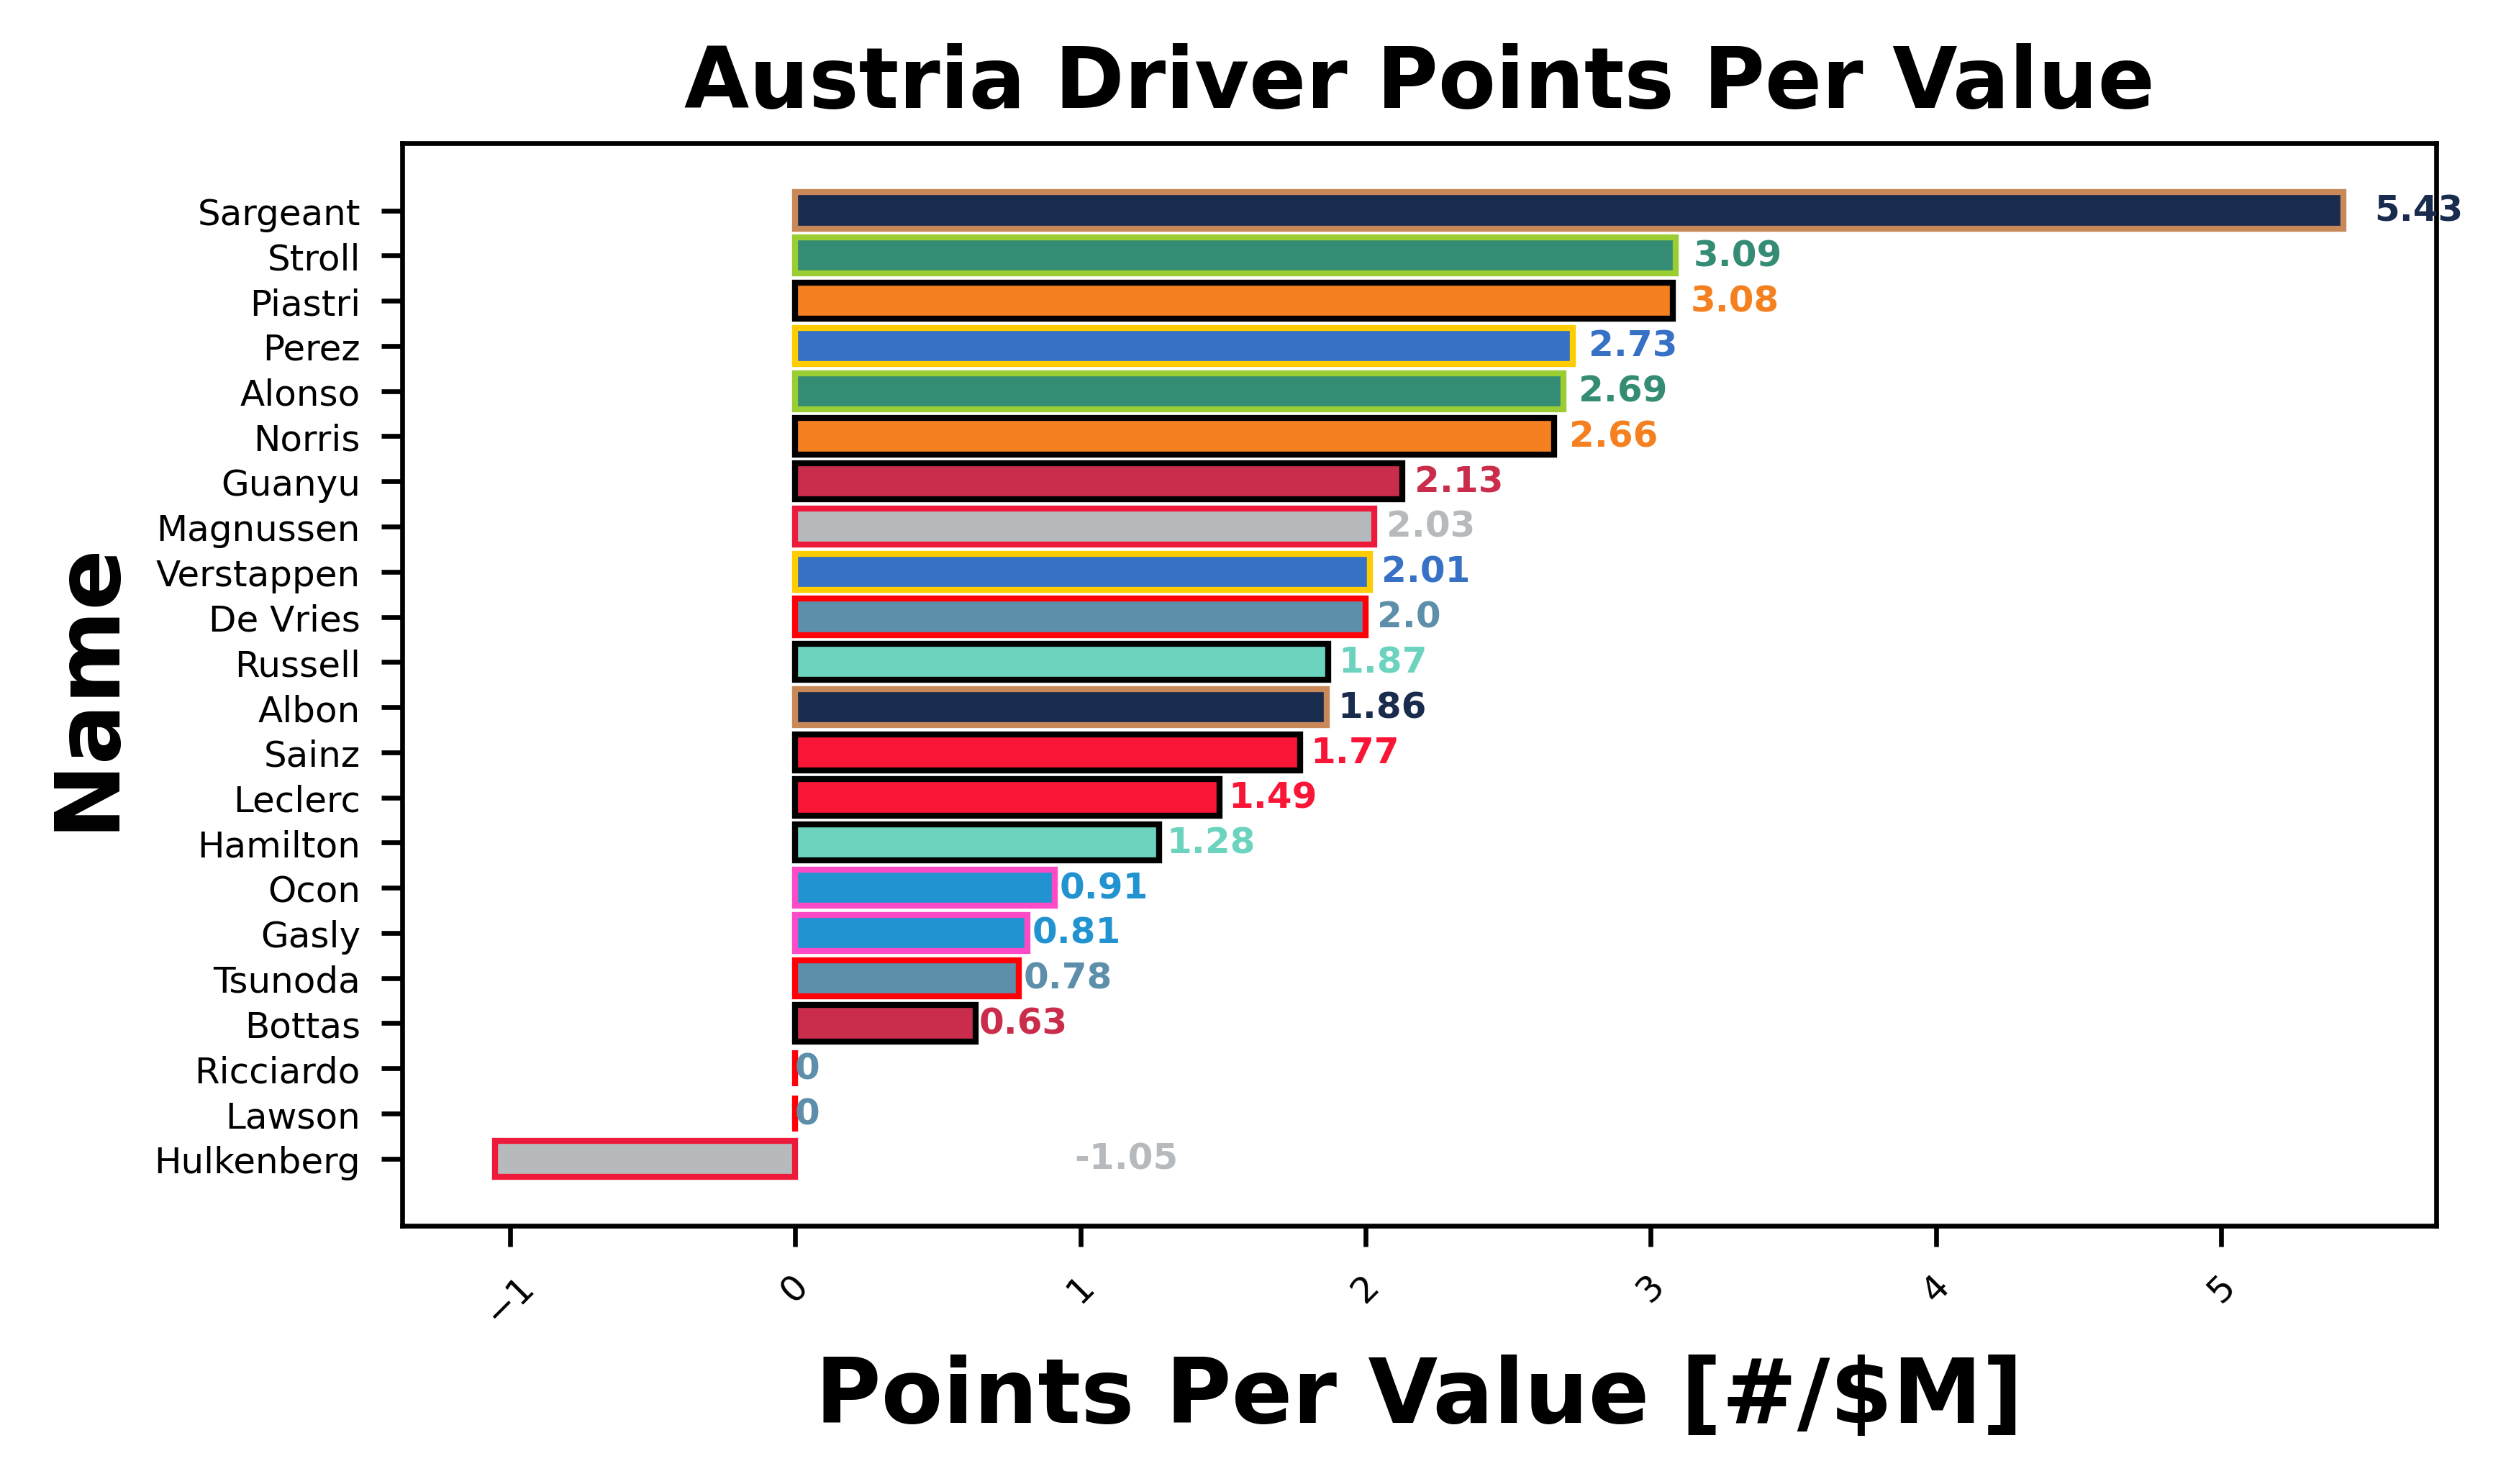 Austria Driver Points Per Value
Name
Sargeant 5.43
Stroll 3.09
Piastri 3.08
Perez 2.73
Alonso 2.69
Norris 2.66
Guanyu 2.13
Magnussen 2.03
Verstappen 2.01
De Vries 2.0
Russell 1.87
Albon 1.86
Sainz 1.77
Leclerc 1.49
Hamilton 1.28
Ocon 0.91
Gasly 0.81
Tsunoda 0.78
Bottas 0.63
Ricciardo 0
Lawson 0
Hulkenberg -1.05
−1 0 1 2 3 4 5
Points Per Value [#/$M]